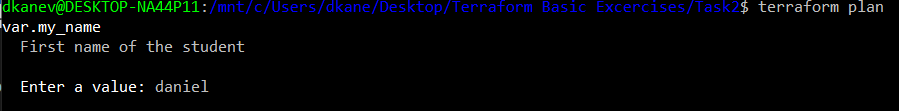 dkanev@DESKTOP-NA44P11:/mnt/c/Users/dkane/Desktop/Terraform Basic Excercises/Task2$ terraform plan
var.my_name
First name of the student
Enter a value: daniel